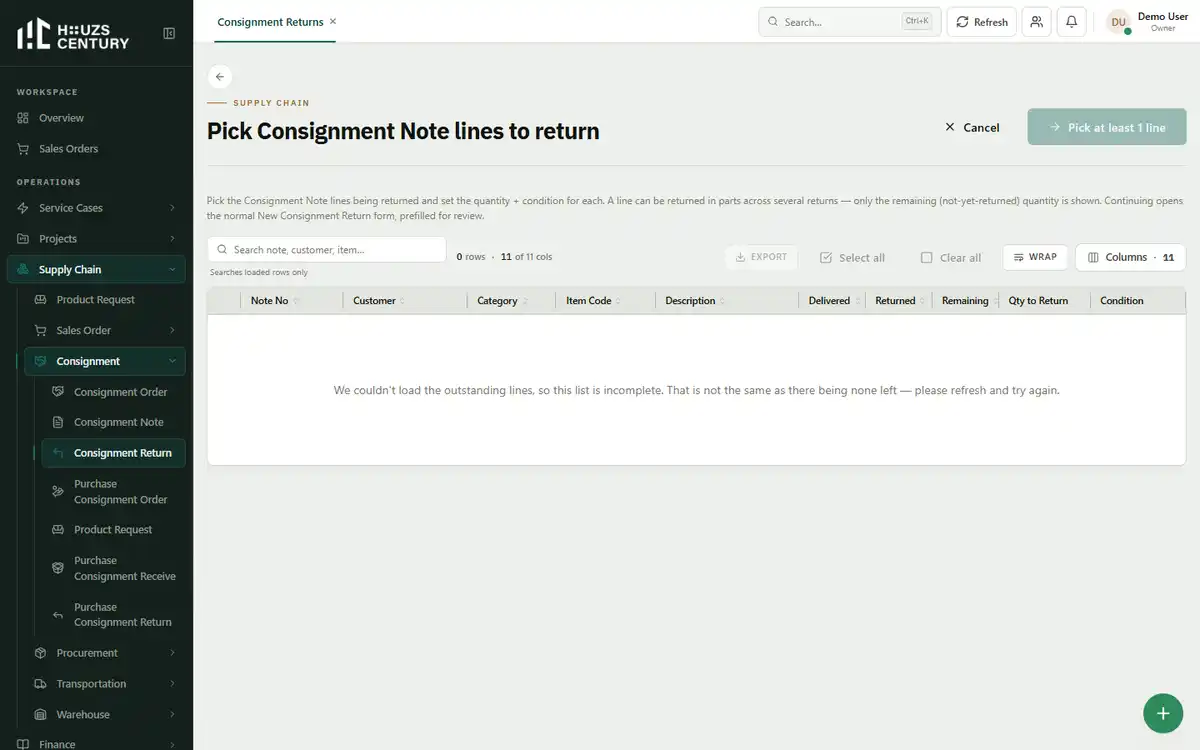 HUZS
CENTURY
WORKSPACE
Overview
Sales Orders
OPERATIONS
Service Cases
Projects
Supply Chain
Product Request
Sales Order
Consignment
Consignment Order
Consignment Note
Consignment Return
Purchase
Consignment Order
Product Request
Purchase
Consignment Receive
Purchase
Consignment Return
Procurement
Transportation
Warehouse
Finance
Consignment Returns
Search... Ctrl+K
Refresh
DU
Demo User
Owner
SUPPLY CHAIN
Pick Consignment Note lines to return
Cancel
Pick at least 1 line
Pick the Consignment Note lines being returned and set the quantity + condition for each. A line can be returned in parts across several returns — only the remaining (not-yet-returned) quantity is shown. Continuing opens
the normal New Consignment Return form, prefilled for review.
Search note, customer, item...
0 rows · 11 of 11 cols
EXPORT
Select all
Clear all
WRAP
Columns · 11
Searches loaded rows only
Note No Customer Category Item Code Description Delivered Returned Remaining Qty to Return Condition
We couldn't load the outstanding lines, so this list is incomplete. That is not the same as there being none left — please refresh and try again.